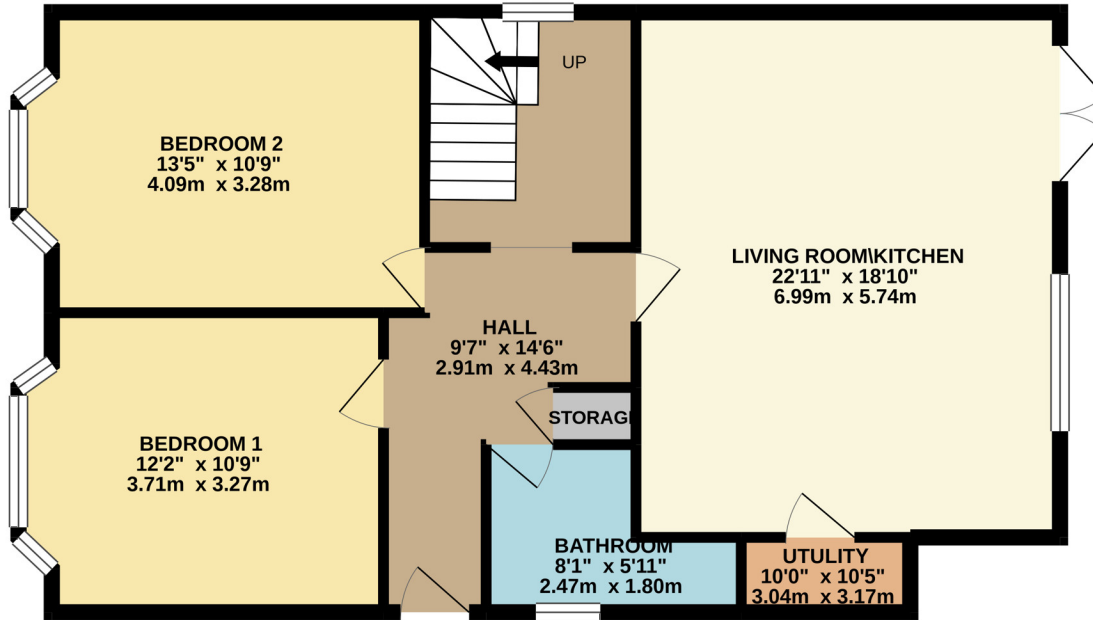 UP
BEDROOM 2
13'5" x 10'9"
4.09m x 3.28m
LIVING ROOM\KITCHEN
22'11" x 18'10"
6.99m x 5.74m
HALL
9'7" x 14'6"
2.91m x 4.43m
STORAGE
BEDROOM 1
12'2" x 10'9"
3.71m x 3.27m
BATHROOM
8'1" x 5'11"
2.47m x 1.80m
UTULITY
10'0" x 10'5"
3.04m x 3.17m